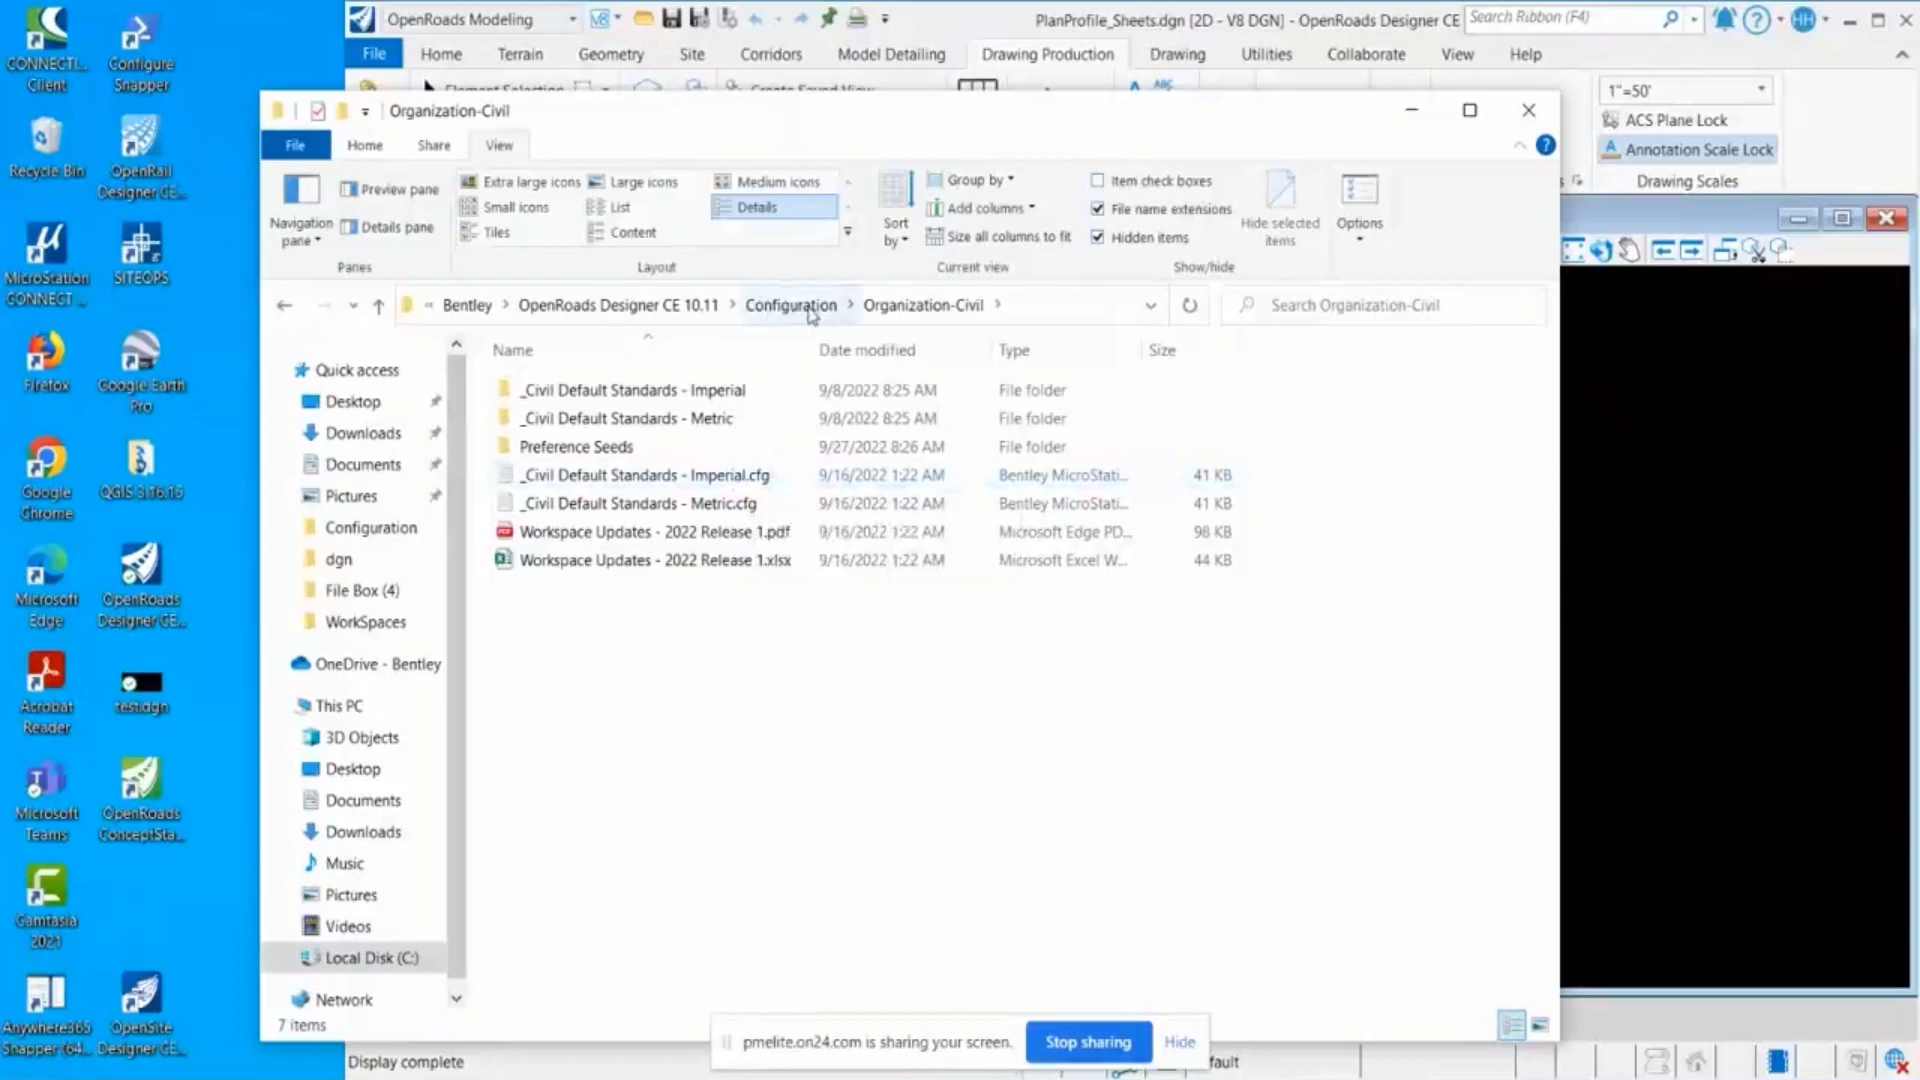 OpenRoads Modeling
PlanProfile_Sheets.dgn [2D - V8 DGN] - OpenRoads Designer CE
Search Ribbon (F4)
HH
File
Home
Terrain
Geometry
Site
Corridors
Model Detailing
Drawing Production
Drawing
Utilities
Collaborate
View
Help
1"=50'
ACS Plane Lock
Annotation Scale Lock
Drawing Scales
Organization-Civil
File
Home
Share
View
Navigation pane
Preview pane
Details pane
Panes
Extra large icons
Large icons
Medium icons
Small icons
List
Details
Tiles
Content
Layout
Sort by
Group by
Add columns
Size all columns to fit
Current view
Item check boxes
File name extensions
Hidden items
Hide selected items
Show/hide
Options
« Bentley > OpenRoads Designer CE 10.11 > Configuration > Organization-Civil >
Search Organization-Civil
Name Date modified Type Size
_Civil Default Standards - Imperial 9/8/2022 8:25 AM File folder
_Civil Default Standards - Metric 9/8/2022 8:25 AM File folder
Preference Seeds 9/27/2022 8:26 AM File folder
_Civil Default Standards - Imperial.cfg 9/16/2022 1:22 AM Bentley MicroStati... 41 KB
_Civil Default Standards - Metric.cfg 9/16/2022 1:22 AM Bentley MicroStati... 41 KB
Workspace Updates - 2022 Release 1.pdf 9/16/2022 1:22 AM Microsoft Edge PD... 98 KB
Workspace Updates - 2022 Release 1.xlsx 9/16/2022 1:22 AM Microsoft Excel W... 44 KB
Quick access
Desktop
Downloads
Documents
Pictures
Configuration
dgn
File Box (4)
WorkSpaces
OneDrive - Bentley
This PC
3D Objects
Desktop
Documents
Downloads
Music
Pictures
Videos
Local Disk (C:)
Network
7 items
pmelite.on24.com is sharing your screen.
Stop sharing
Hide
Display complete
fault
CONNECTI... Client
Configure Snapper
Recycle Bin
OpenRail Designer CE...
MicroStation CONNECT ...
SITEOPS
Firefox
Google Earth Pro
Google Chrome
QGIS 3.16.15
Microsoft Edge
OpenRoads Designer CE...
Acrobat Reader
test.dgn
Microsoft Teams
OpenRoads ConceptSta...
Camtasia 2021
Anywhere365 Snapper (64...
OpenSite Designer CE...